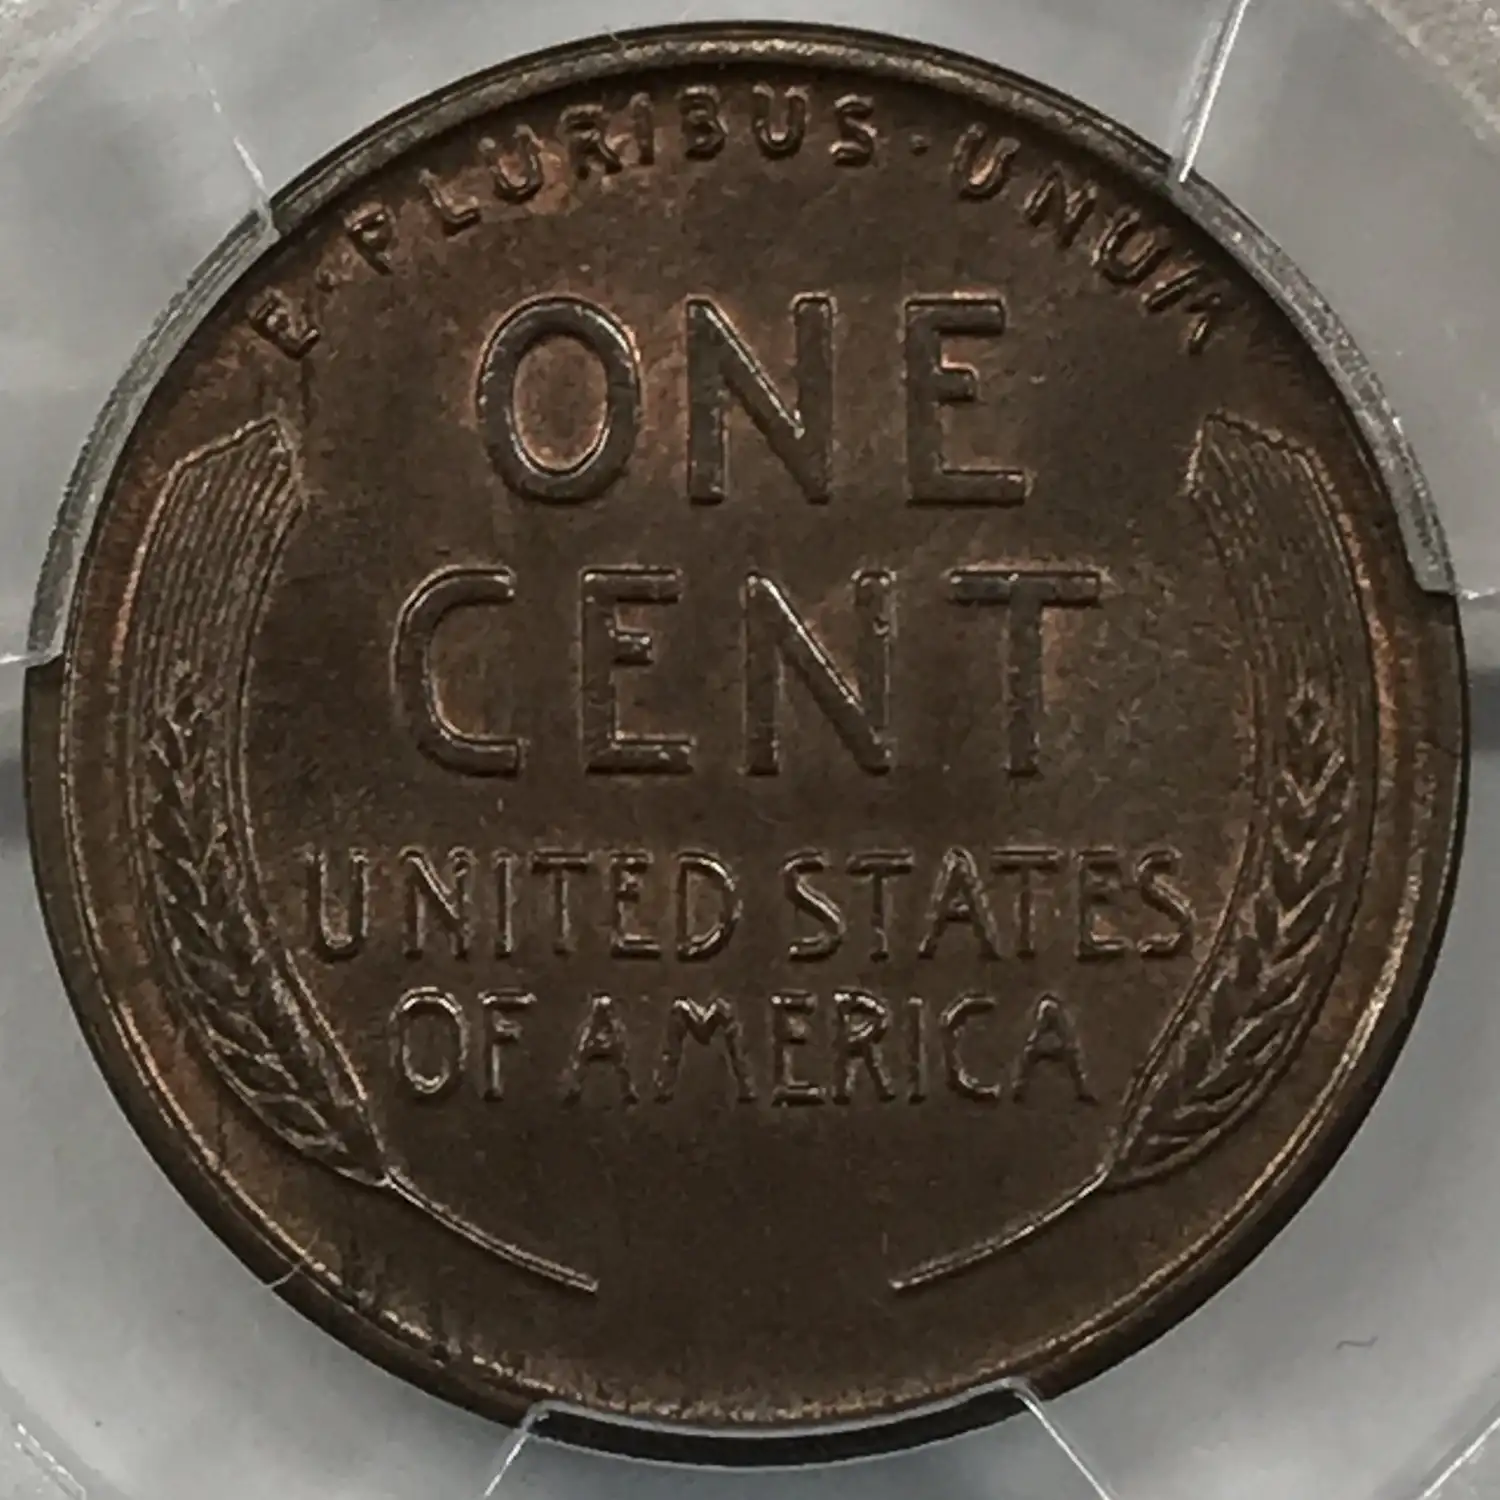 E · PLURIBUS · UNUM
ONE
CENT
UNITED STATES
OF AMERICA